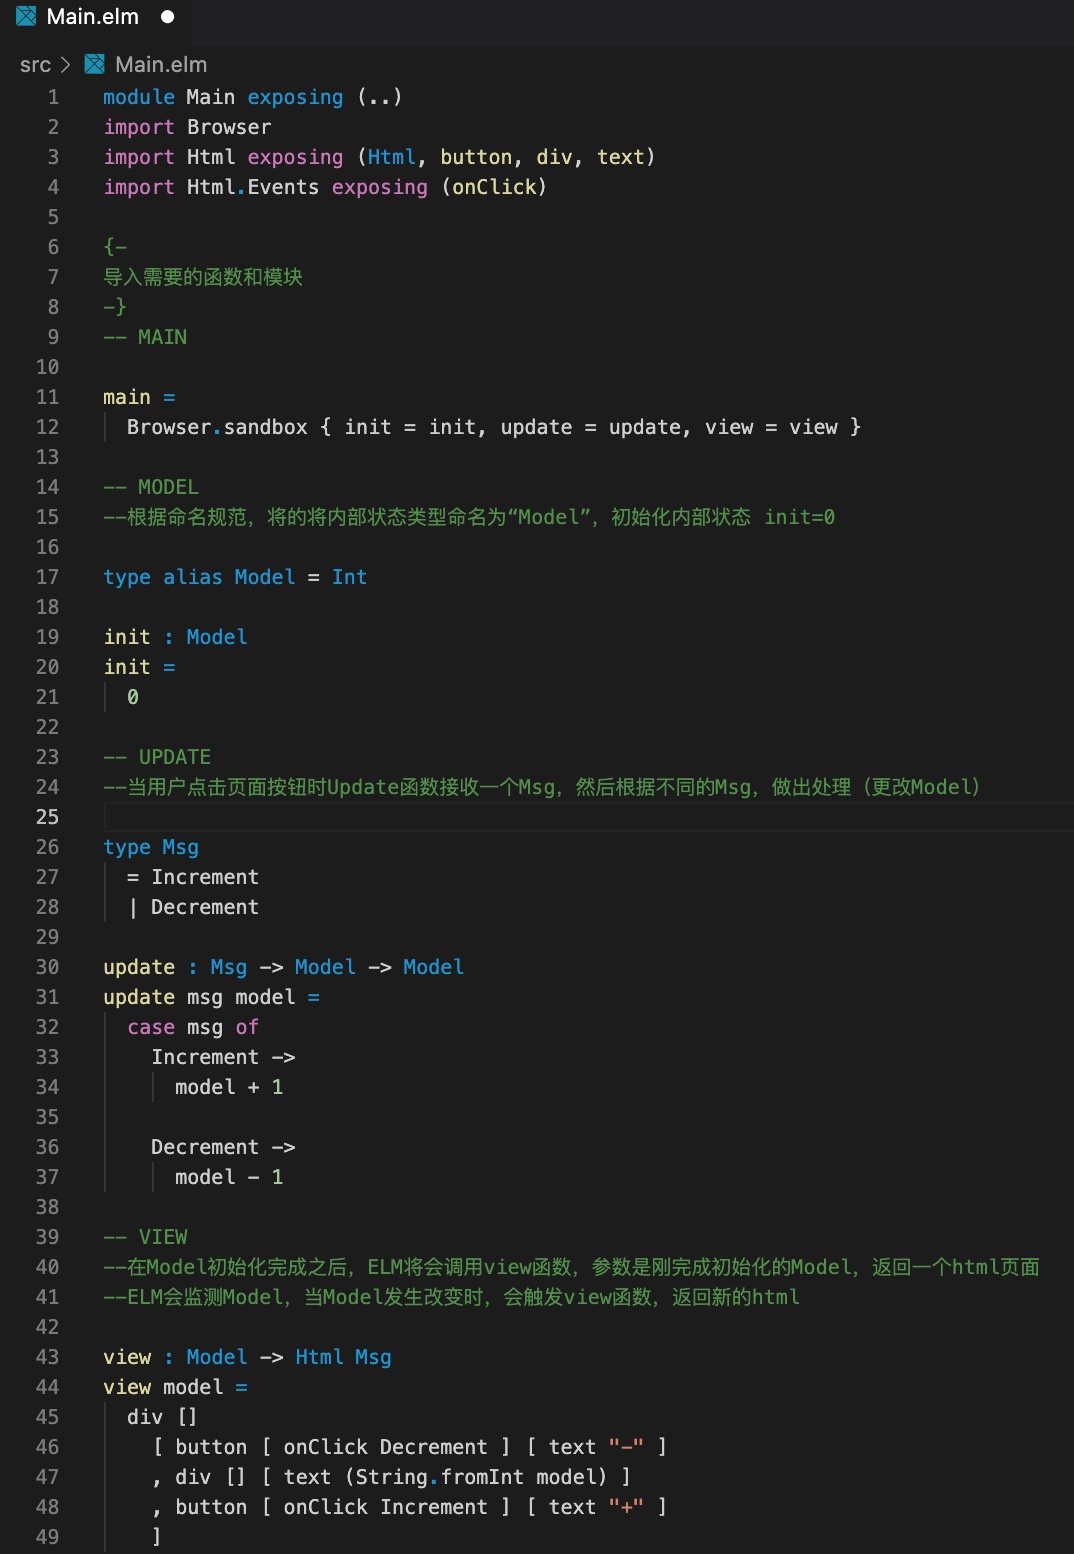 Main.elm
src > Main.elm
1 module Main exposing (..)
2 import Browser
3 import Html exposing (Html, button, div, text)
4 import Html.Events exposing (onClick)
5
6 {-
7 导入需要的函数和模块
8 -}
9 -- MAIN
10
11 main =
12   Browser.sandbox { init = init, update = update, view = view }
13
14 -- MODEL
15 --根据命名规范，将的将内部状态类型命名为“Model”，初始化内部状态 init=0
16
17 type alias Model = Int
18
19 init : Model
20 init =
21   0
22
23 -- UPDATE
24 --当用户点击页面按钮时Update函数接收一个Msg，然后根据不同的Msg，做出处理（更改Model）
25
26 type Msg
27   = Increment
28   | Decrement
29
30 update : Msg -> Model -> Model
31 update msg model =
32   case msg of
33     Increment ->
34       model + 1
35
36     Decrement ->
37       model - 1
38
39 -- VIEW
40 --在Model初始化完成之后，ELM将会调用view函数，参数是刚完成初始化的Model，返回一个html页面
41 --ELM会监测Model，当Model发生改变时，会触发view函数，返回新的html
42
43 view : Model -> Html Msg
44 view model =
45   div []
46     [ button [ onClick Decrement ] [ text "-" ]
47     , div [] [ text (String.fromInt model) ]
48     , button [ onClick Increment ] [ text "+" ]
49     ]